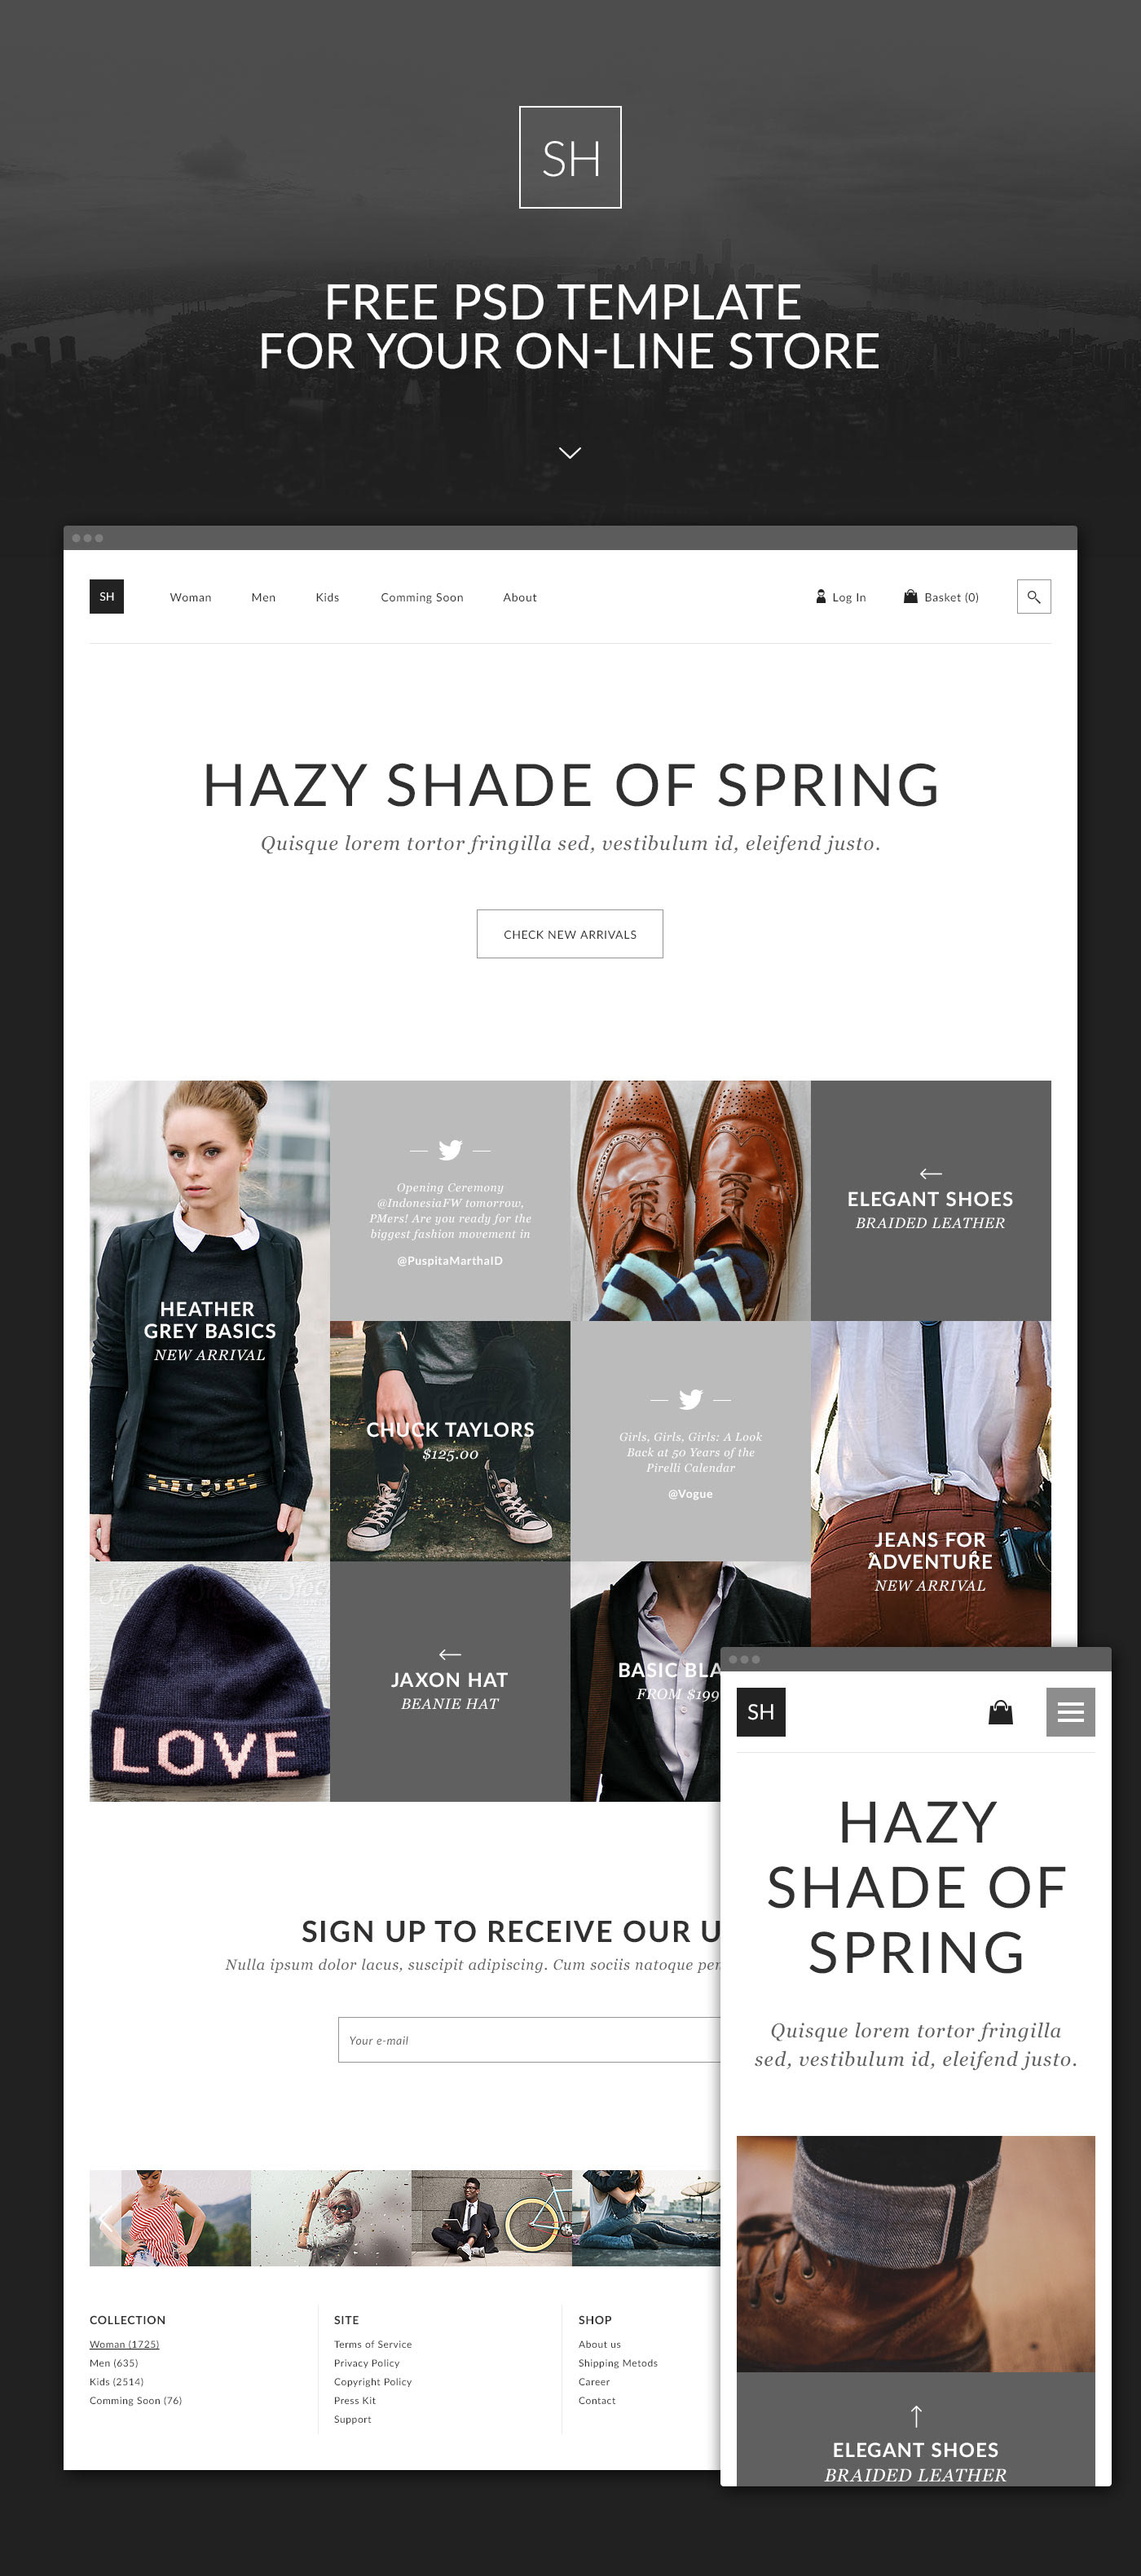 SH
FREE PSD TEMPLATE
FOR YOUR ON-LINE STORE
SH
Woman
Men
Kids
Comming Soon
About
Log In
Basket (0)
HAZY SHADE OF SPRING
Quisque lorem tortor fringilla sed, vestibulum id, eleifend justo.
CHECK NEW ARRIVALS
HEATHER
GREY BASICS
NEW ARRIVAL
Opening Ceremony
@IndonesiaFW tomorrow,
PMers! Are you ready for the
biggest fashion movement in
@PuspitaMarthaID
ELEGANT SHOES
BRAIDED LEATHER
CHUCK TAYLORS
$125.00
Girls, Girls, Girls: A Look
Back at 50 Years of the
Pirelli Calendar
@Vogue
JEANS FOR
ADVENTURE
NEW ARRIVAL
LOVE
JAXON HAT
BEANIE HAT
BASIC BLA
FROM $199
SIGN UP TO RECEIVE OUR U
Nulla ipsum dolor lacus, suscipit adipiscing. Cum sociis natoque pen
Your e-mail
COLLECTION
Woman (1725)
Men (635)
Kids (2514)
Comming Soon (76)
SITE
Terms of Service
Privacy Policy
Copyright Policy
Press Kit
Support
SHOP
About us
Shipping Metods
Career
Contact
SH
HAZY
SHADE OF
SPRING
Quisque lorem tortor fringilla
sed, vestibulum id, eleifend justo.
ELEGANT SHOES
BRAIDED LEATHER